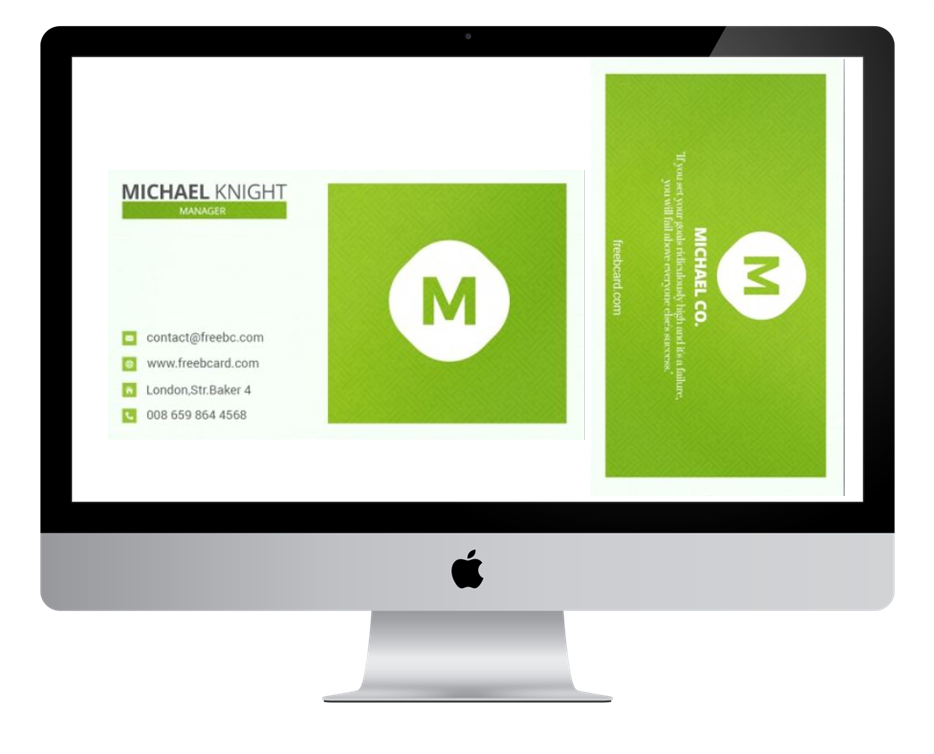 MICHAEL KNIGHT
MANAGER
contact@freebc.com
www.freebcard.com
London,Str.Baker 4
008 659 864 4568
M
M
MICHAEL CO.
"If you set your goals ridiculously high and it's a failure,
you will fail above everyone else's success."
freebcard.com